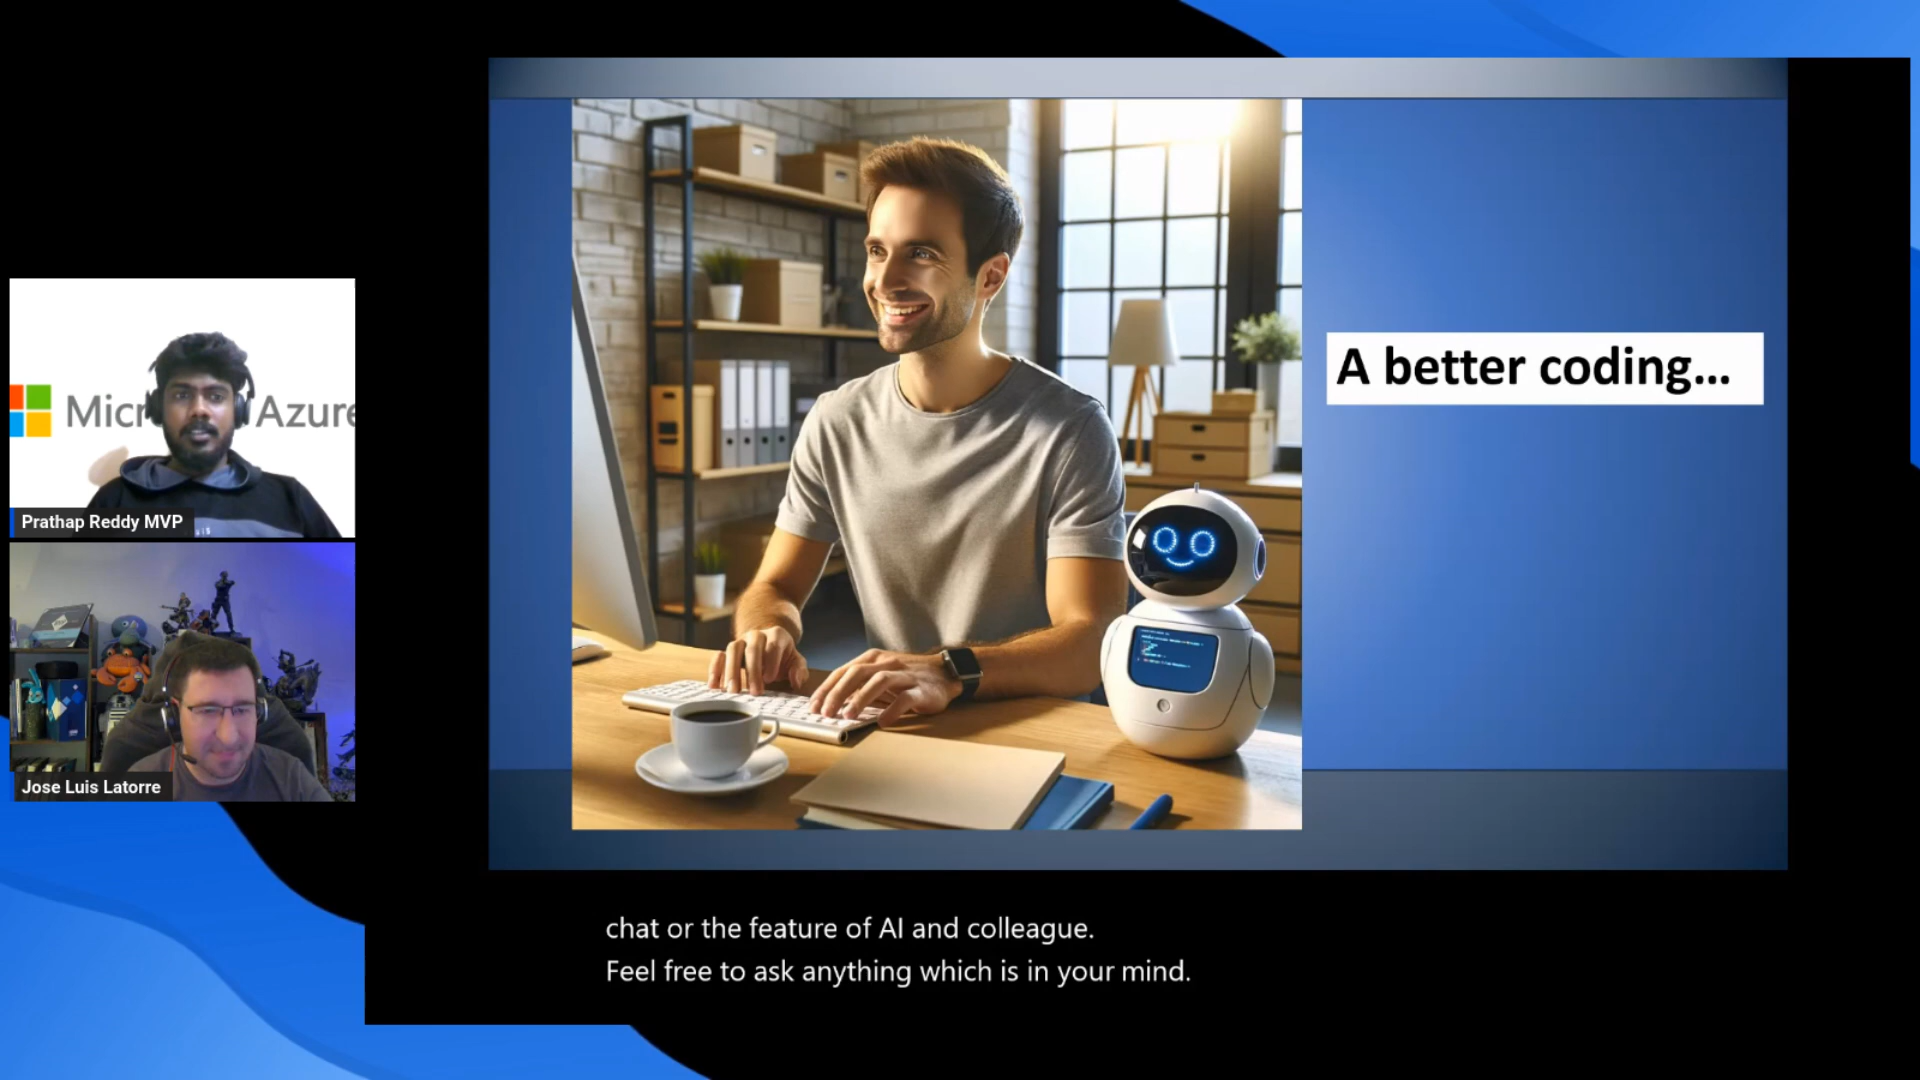 A better coding...
Micr Azure
Prathap Reddy MVP
Jose Luis Latorre
chat or the feature of AI and colleague.
Feel free to ask anything which is in your mind.